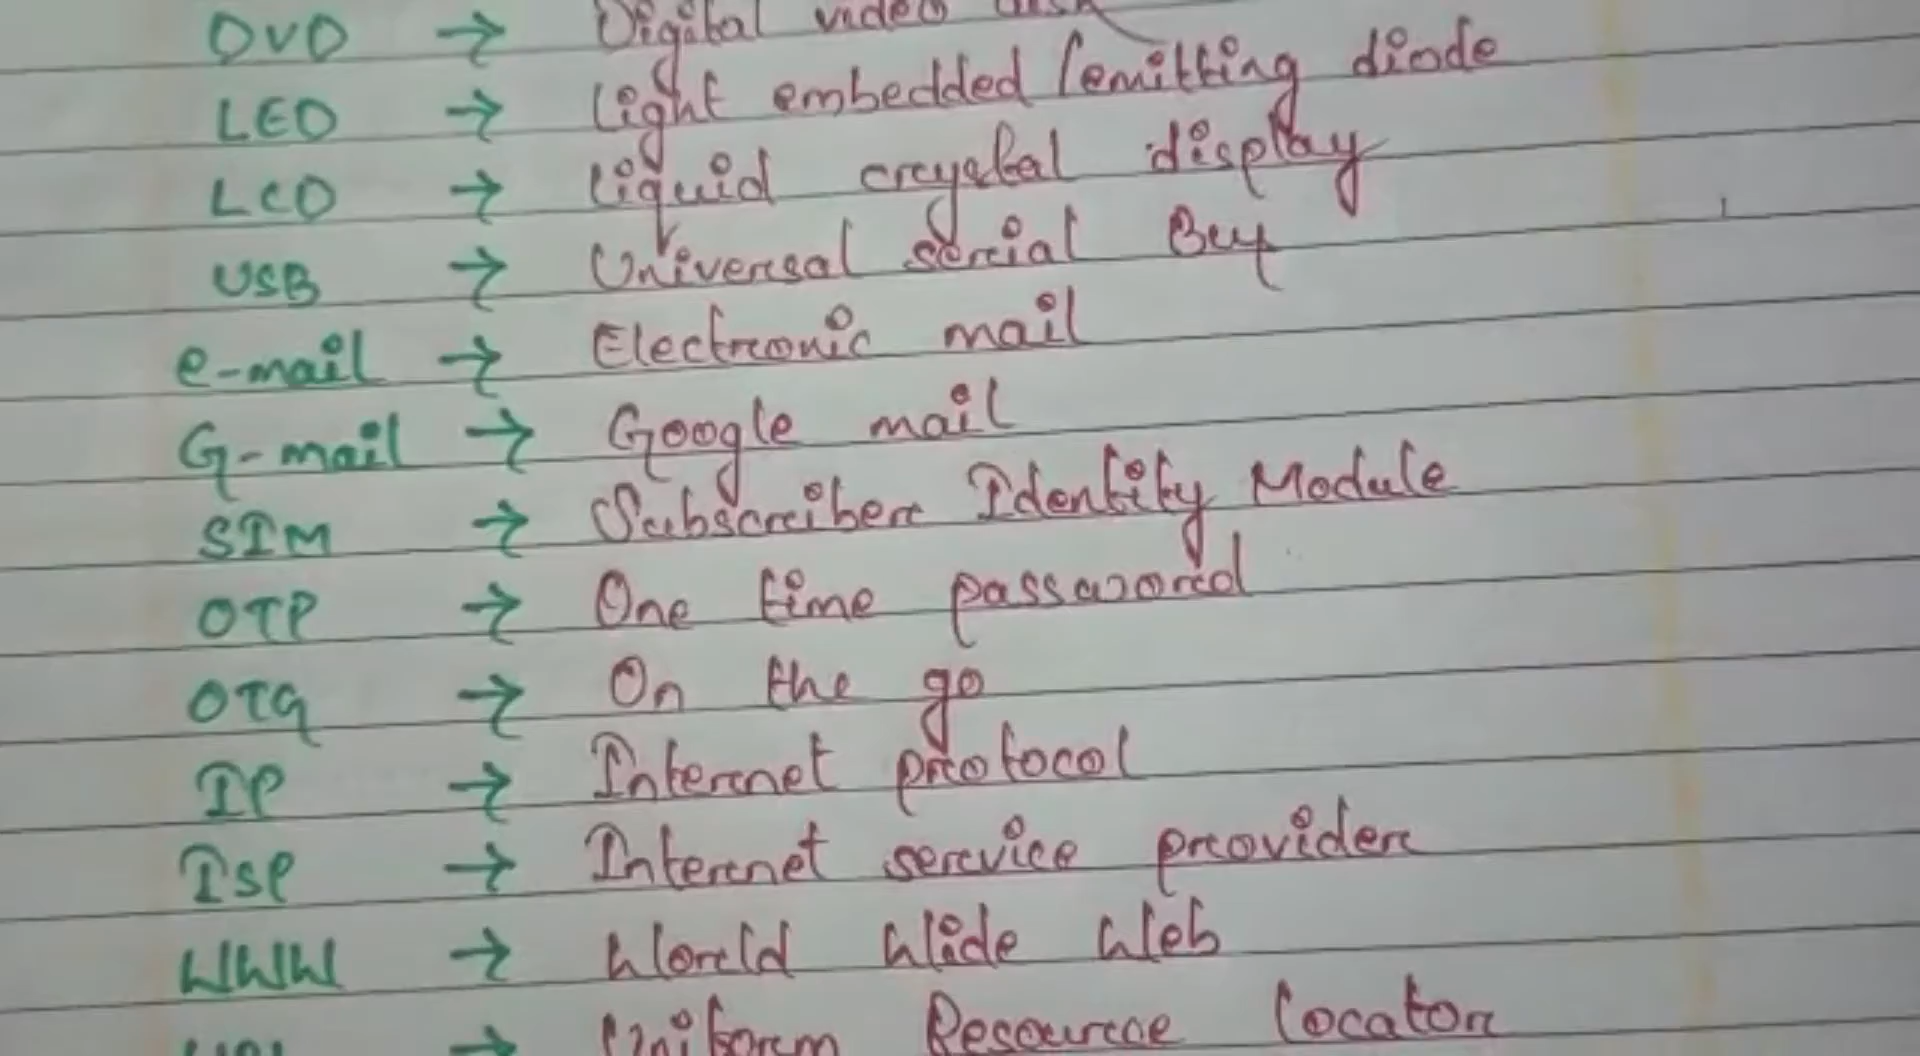 DVD → Digital video disk
LED → Light embedded/emitting diode
LCD → liquid crystal display
USB → Universal serial Bus
e-mail → Electronic mail
G-mail → Google mail
SIM → Subscriber Identity Module
OTP → One time password
OTG → On the go
IP → Internet protocol
ISP → Internet service provider
WWW → World Wide Web
URL → Uniform Resource locator